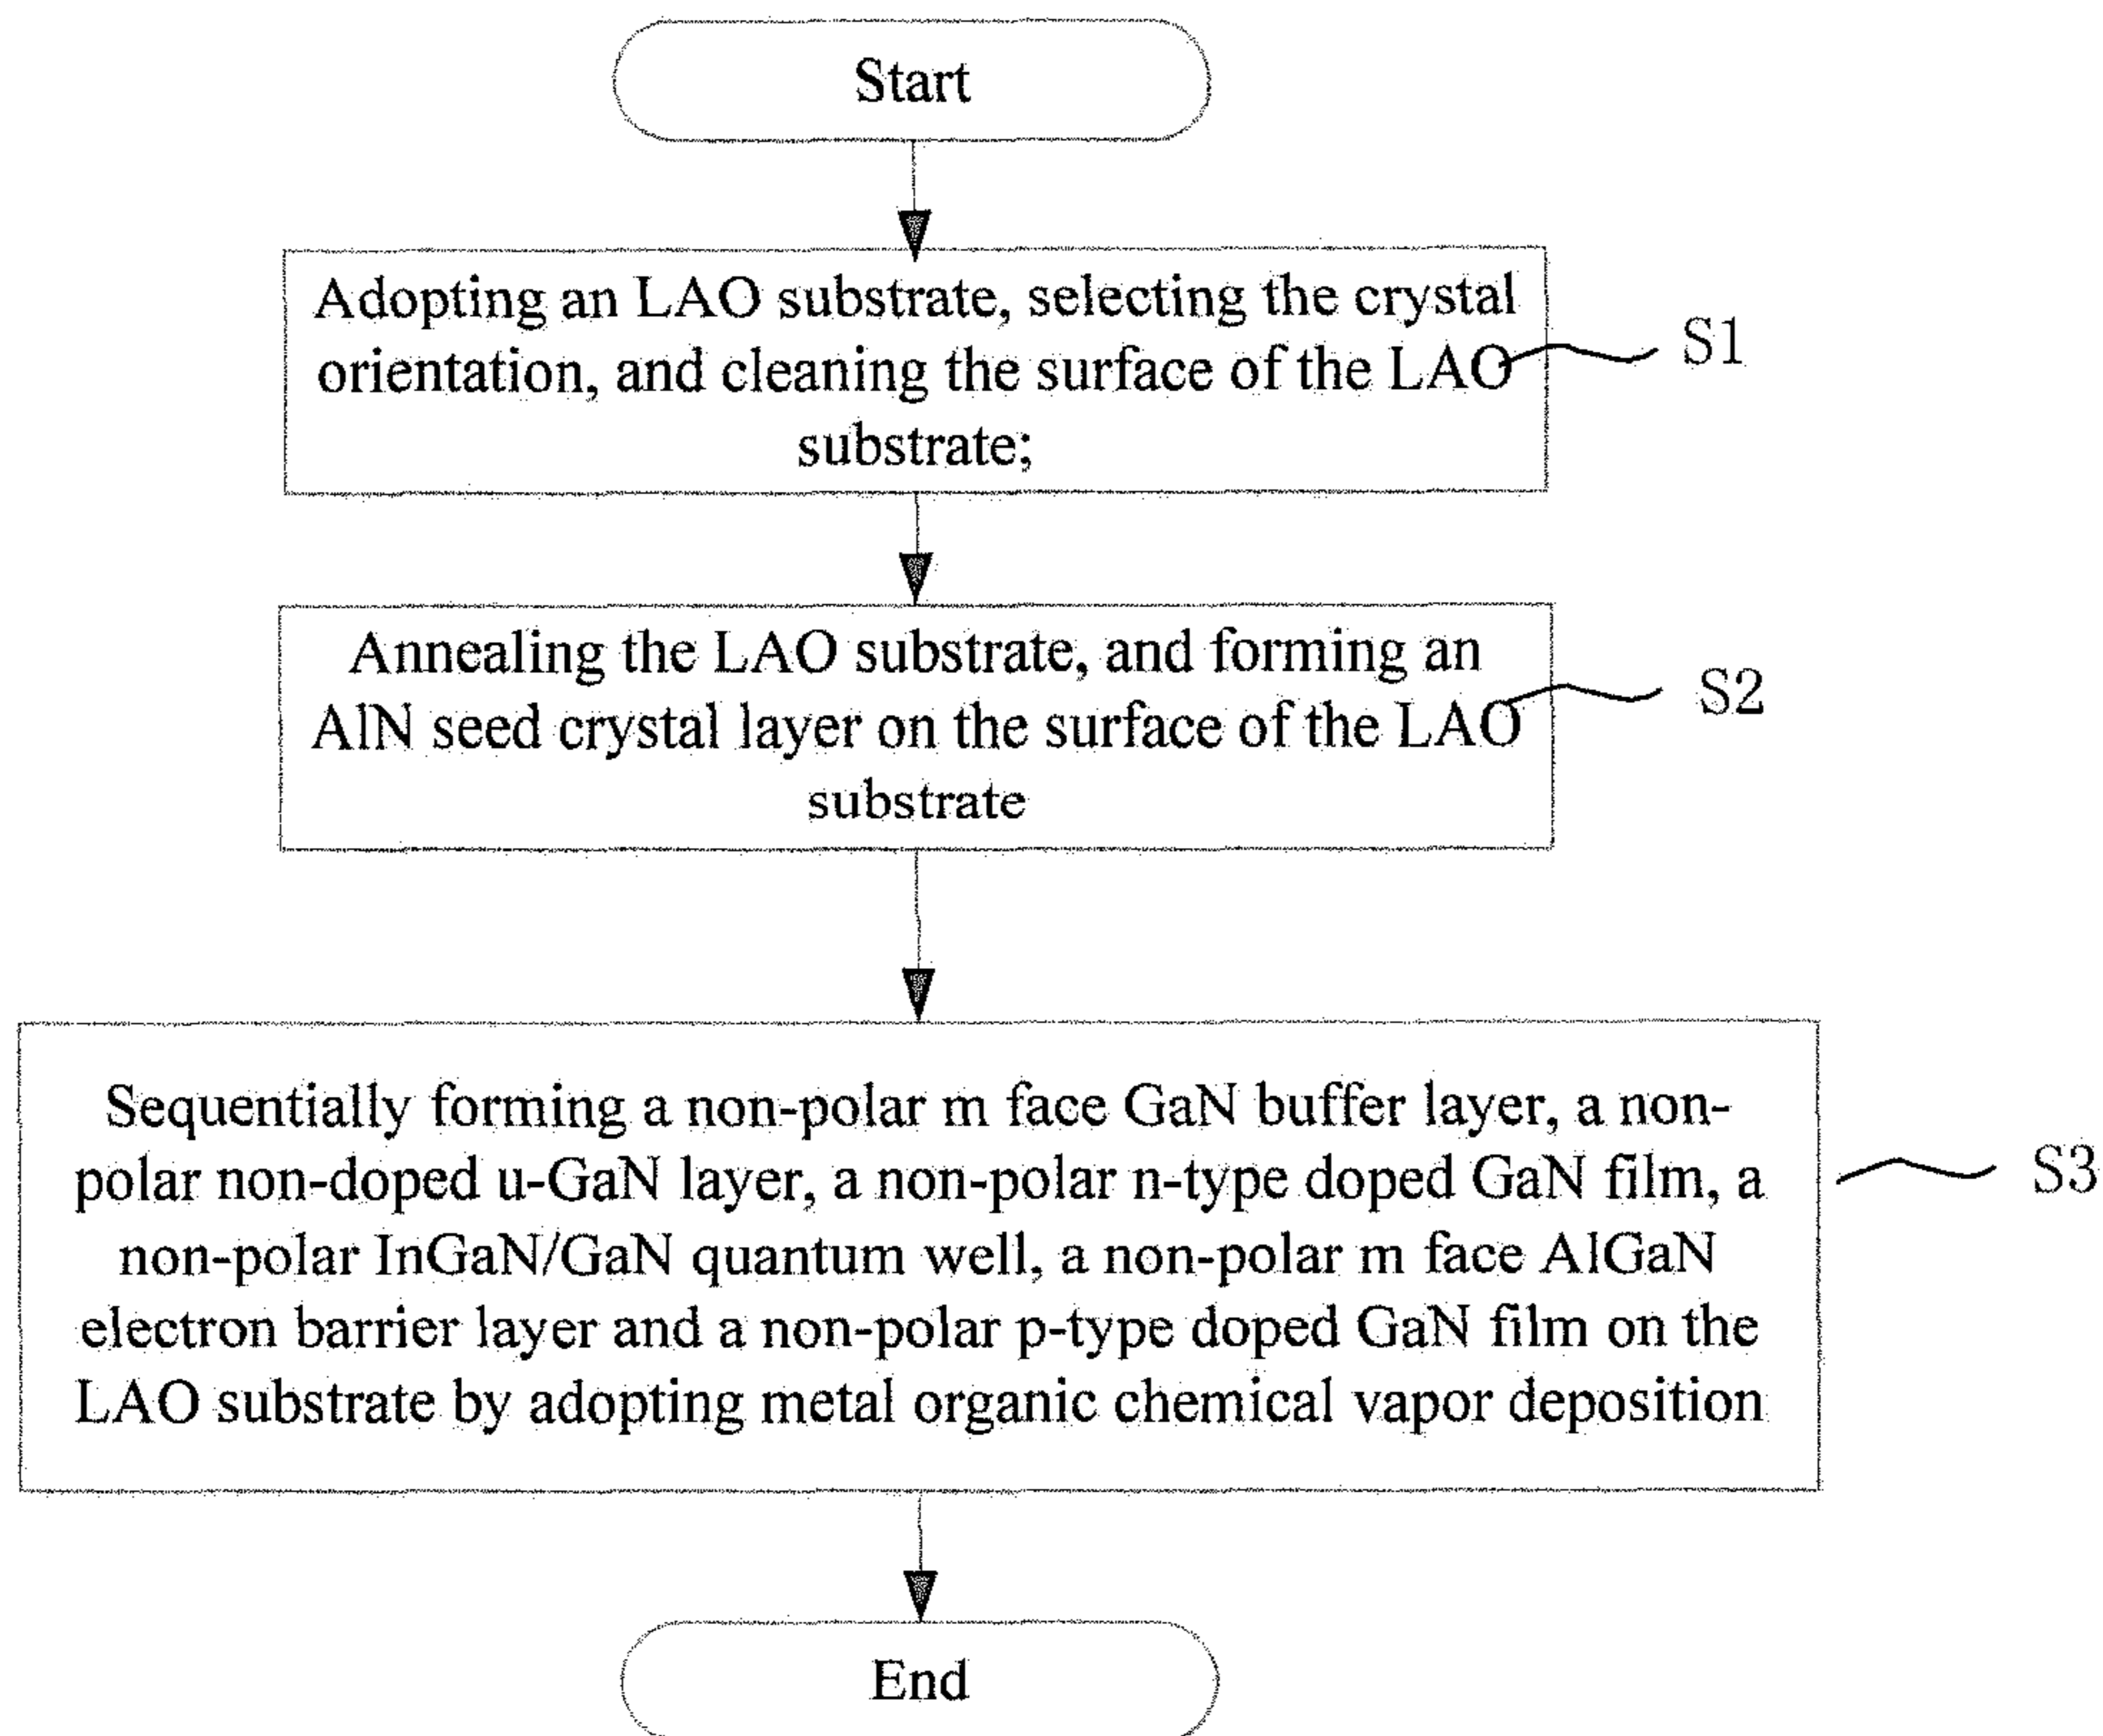 Start
Adopting an LAO substrate, selecting the crystal
orientation, and cleaning the surface of the LAO
substrate;
S1
Annealing the LAO substrate, and forming an
AlN seed crystal layer on the surface of the LAO
substrate
S2
Sequentially forming a non-polar m face GaN buffer layer, a non-
polar non-doped u-GaN layer, a non-polar n-type doped GaN film, a
non-polar InGaN/GaN quantum well, a non-polar m face AlGaN
electron barrier layer and a non-polar p-type doped GaN film on the
LAO substrate by adopting metal organic chemical vapor deposition
S3
End